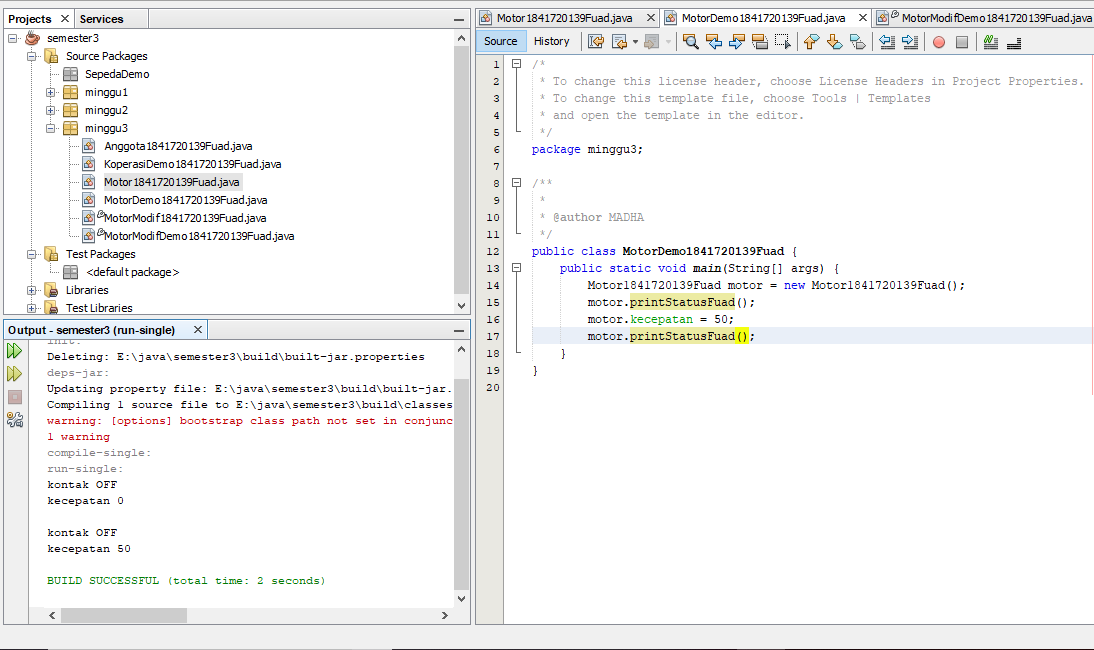 Projects
Services
semester3
Source Packages
SepedaDemo
minggu1
minggu2
minggu3
Anggota1841720139Fuad.java
KoperasiDemo1841720139Fuad.java
Motor1841720139Fuad.java
MotorDemo1841720139Fuad.java
MotorModif1841720139Fuad.java
MotorModifDemo1841720139Fuad.java
Test Packages
<default package>
Libraries
Test Libraries
Output - semester3 (run-single)
init:
Deleting: E:\java\semester3\build\built-jar.properties
deps-jar:
Updating property file: E:\java\semester3\build\built-jar.
Compiling 1 source file to E:\java\semester3\build\classes
warning: [options] bootstrap class path not set in conjunc
1 warning
compile-single:
run-single:
kontak OFF
kecepatan 0
kontak OFF
kecepatan 50
BUILD SUCCESSFUL (total time: 2 seconds)
Motor1841720139Fuad.java
MotorDemo1841720139Fuad.java
MotorModifDemo1841720139Fuad.java
Source
History
1 /*
2 * To change this license header, choose License Headers in Project Properties.
3 * To change this template file, choose Tools | Templates
4 * and open the template in the editor.
5 */
6 package minggu3;
7
8 /**
9 *
10 * @author MADHA
11 */
12 public class MotorDemo1841720139Fuad {
13 public static void main(String[] args) {
14 Motor1841720139Fuad motor = new Motor1841720139Fuad();
15 motor.printStatusFuad();
16 motor.kecepatan = 50;
17 motor.printStatusFuad();
18 }
19 }
20